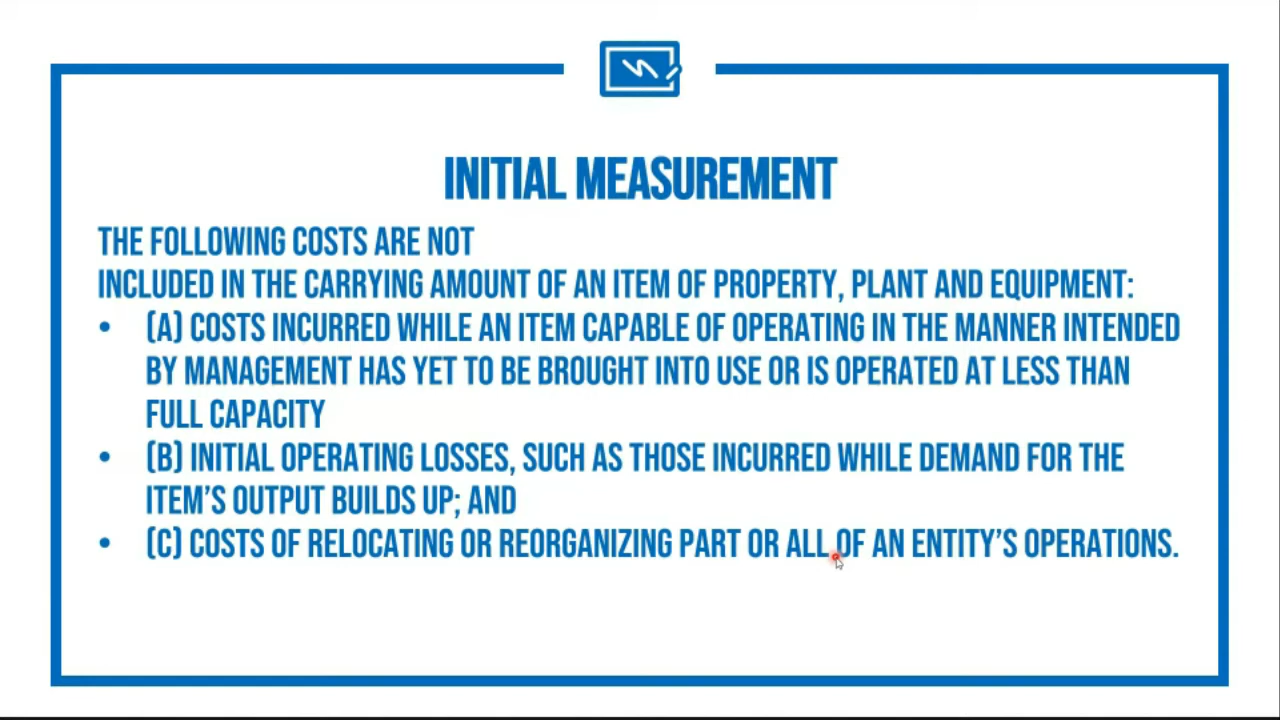 INITIAL MEASUREMENT
THE FOLLOWING COSTS ARE NOT
INCLUDED IN THE CARRYING AMOUNT OF AN ITEM OF PROPERTY, PLANT AND EQUIPMENT:
• (A) COSTS INCURRED WHILE AN ITEM CAPABLE OF OPERATING IN THE MANNER INTENDED
BY MANAGEMENT HAS YET TO BE BROUGHT INTO USE OR IS OPERATED AT LESS THAN
FULL CAPACITY
• (B) INITIAL OPERATING LOSSES, SUCH AS THOSE INCURRED WHILE DEMAND FOR THE
ITEM'S OUTPUT BUILDS UP; AND
• (C) COSTS OF RELOCATING OR REORGANIZING PART OR ALL OF AN ENTITY'S OPERATIONS.